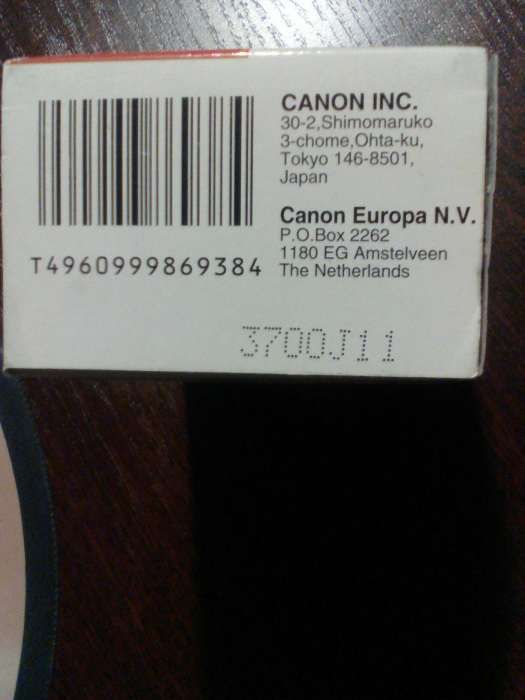 CANON INC.
30-2,Shimomaruko
3-chome,Ohta-ku,
Tokyo 146-8501,
Japan
Canon Europa N.V.
P.O.Box 2262
1180 EG Amstelveen
The Netherlands
T4960999869384
3700J11